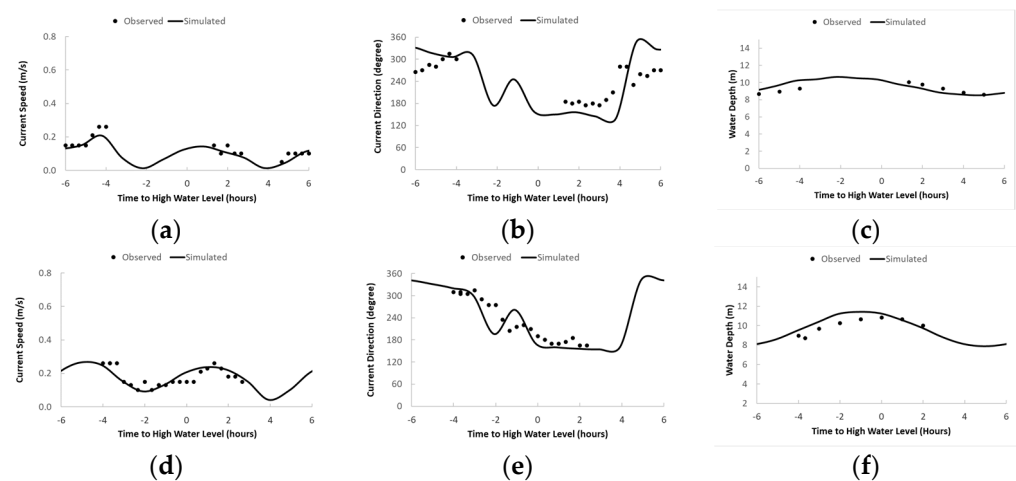 Observed Simulated
0.8
0.6
0.4
0.2
0.0
-6 -4 -2 0 2 4 6
Current Speed (m/s)
Time to High Water Level (hours)
(a)
Observed Simulated
360
300
240
180
120
60
0
-6 -4 -2 0 2 4 6
Current Direction (degree)
Time to High Water Level (hours)
(b)
Observed Simulated
14
12
10
8
6
4
2
-6 -4 -2 0 2 4 6
Water Depth (m)
Time to High Water Level (hours)
(c)
Observed Simulated
0.8
0.6
0.4
0.2
0.0
-6 -4 -2 0 2 4 6
Current Speed (m/s)
Time to High Water Level (hours)
(d)
Observed Simulated
360
300
240
180
120
60
0
-6 -4 -2 0 2 4 6
Current Direction (degree)
Time to High Water Level (hours)
(e)
Observed Simulated
14
12
10
8
6
4
2
-6 -4 -2 0 2 4 6
Water Depth (m)
Time to High Water Level (Hours)
(f)